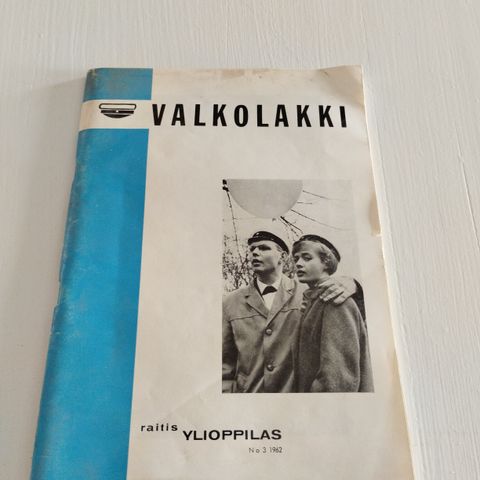 VALKOLAKKI
raitis YLIOPPILAS
No 3 1962